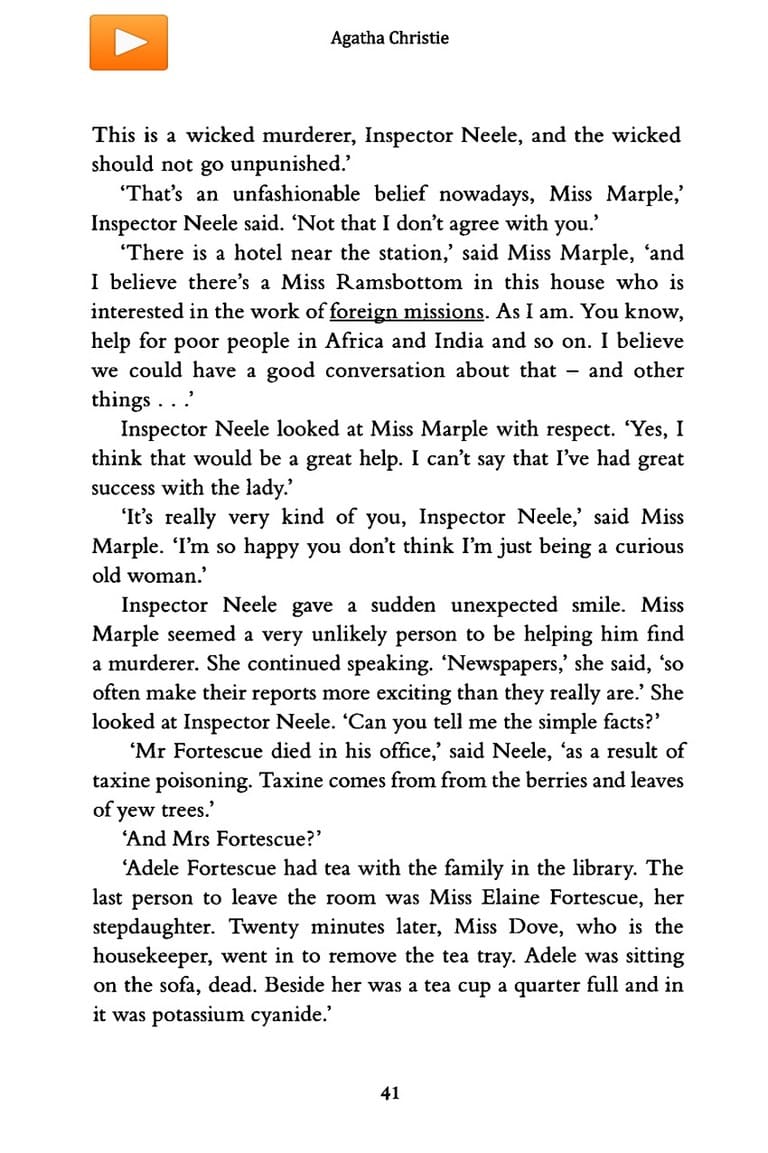 Agatha Christie
This is a wicked murderer, Inspector Neele, and the wicked
should not go unpunished.’
‘That’s an unfashionable belief nowadays, Miss Marple,’
Inspector Neele said. ‘Not that I don’t agree with you.’
‘There is a hotel near the station,’ said Miss Marple, ‘and
I believe there’s a Miss Ramsbottom in this house who is
interested in the work of foreign missions. As I am. You know,
help for poor people in Africa and India and so on. I believe
we could have a good conversation about that – and other
things . . .’
Inspector Neele looked at Miss Marple with respect. ‘Yes, I
think that would be a great help. I can’t say that I’ve had great
success with the lady.’
‘It’s really very kind of you, Inspector Neele,’ said Miss
Marple. ‘I’m so happy you don’t think I’m just being a curious
old woman.’
Inspector Neele gave a sudden unexpected smile. Miss
Marple seemed a very unlikely person to be helping him find
a murderer. She continued speaking. ‘Newspapers,’ she said, ‘so
often make their reports more exciting than they really are.’ She
looked at Inspector Neele. ‘Can you tell me the simple facts?’
‘Mr Fortescue died in his office,’ said Neele, ‘as a result of
taxine poisoning. Taxine comes from from the berries and leaves
of yew trees.’
‘And Mrs Fortescue?’
‘Adele Fortescue had tea with the family in the library. The
last person to leave the room was Miss Elaine Fortescue, her
stepdaughter. Twenty minutes later, Miss Dove, who is the
housekeeper, went in to remove the tea tray. Adele was sitting
on the sofa, dead. Beside her was a tea cup a quarter full and in
it was potassium cyanide.’
41